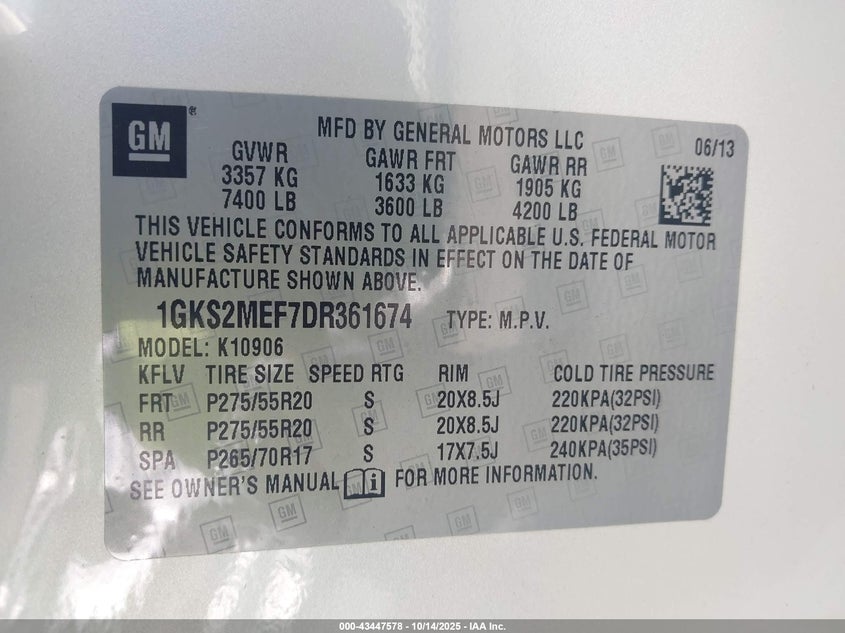 GM
MFD BY GENERAL MOTORS LLC
06/13
GVWR GAWR FRT GAWR RR
3357 KG 1633 KG 1905 KG
7400 LB 3600 LB 4200 LB
THIS VEHICLE CONFORMS TO ALL APPLICABLE U.S. FEDERAL MOTOR
VEHICLE SAFETY STANDARDS IN EFFECT ON THE DATE OF
MANUFACTURE SHOWN ABOVE.
1GKS2MEF7DR361674 TYPE: M.P.V.
MODEL: K10906
KFLV TIRE SIZE SPEED RTG RIM COLD TIRE PRESSURE
FRT P275/55R20 S 20X8.5J 220KPA(32PSI)
RR P275/55R20 S 20X8.5J 220KPA(32PSI)
SPA P265/70R17 S 17X7.5J 240KPA(35PSI)
SEE OWNER'S MANUAL i FOR MORE INFORMATION.
000-43447578 | 10/14/2025 - IAA Inc.